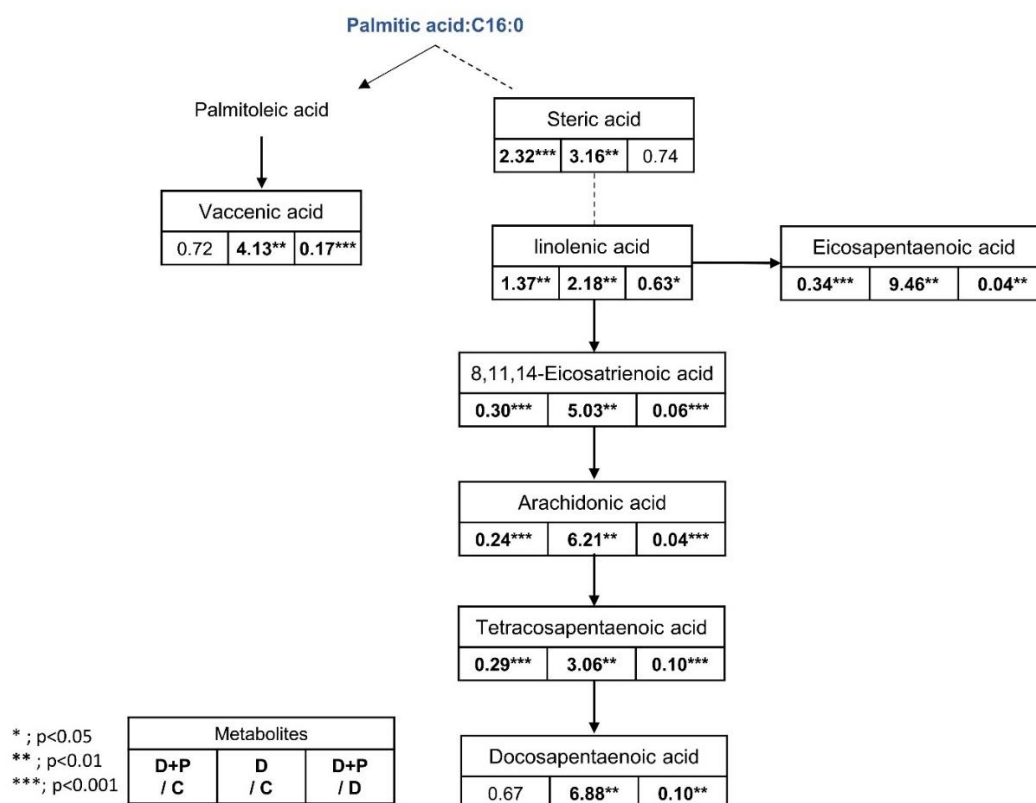 Palmitic acid:C16:0
Palmitoleic acid
Steric acid
2.32*** 3.16** 0.74
Vaccenic acid
0.72 4.13** 0.17***
linolenic acid
1.37** 2.18** 0.63*
Eicosapentaenoic acid
0.34*** 9.46** 0.04**
8,11,14-Eicosatrienoic acid
0.30*** 5.03** 0.06***
Arachidonic acid
0.24*** 6.21** 0.04***
Tetracosapentaenoic acid
0.29*** 3.06** 0.10***
Docosapentaenoic acid
0.67 6.88** 0.10**
* ; p<0.05
** ; p<0.01
***; p<0.001
Metabolites
D+P D D+P
/ C / C / D